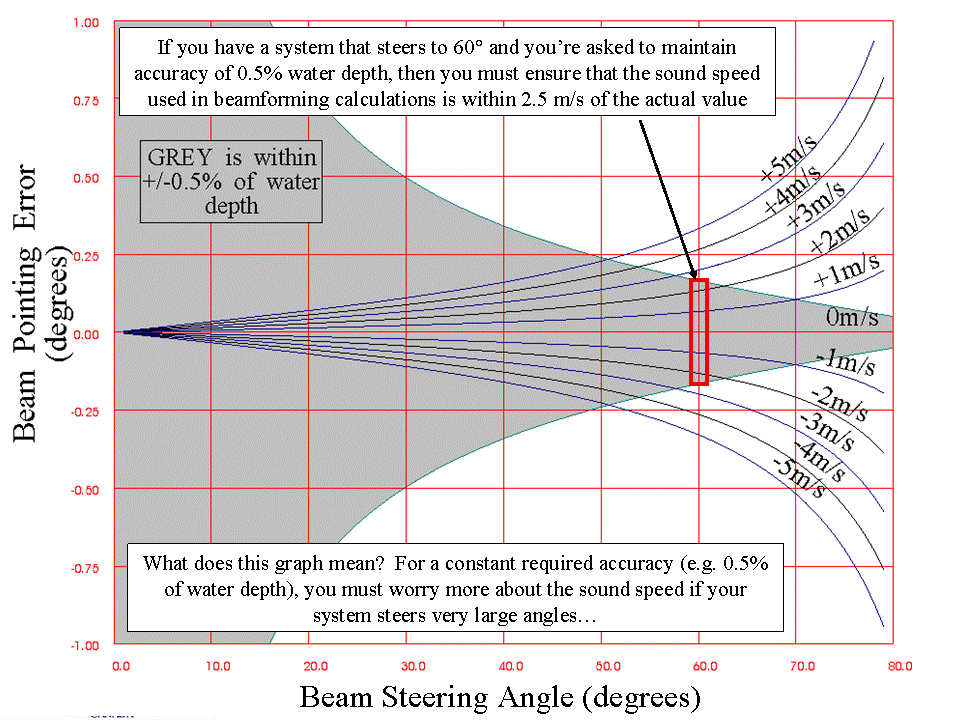 1.00
If you have a system that steers to 60° and you’re asked to maintain
accuracy of 0.5% water depth, then you must ensure that the sound speed
used in beamforming calculations is within 2.5 m/s of the actual value
0.75
GREY is within
+/-0.5% of water
depth
0.50
0.25
0.00
-0.25
-0.50
-0.75
-1.00
Beam Pointing Error
(degrees)
+5m/s
+4m/s
+3m/s
+2m/s
+1m/s
0m/s
-1m/s
-2m/s
-3m/s
-4m/s
-5m/s
What does this graph mean? For a constant required accuracy (e.g. 0.5%
of water depth), you must worry more about the sound speed if your
system steers very large angles…
0.0 10.0 20.0 30.0 40.0 50.0 60.0 70.0 80.0
Beam Steering Angle (degrees)